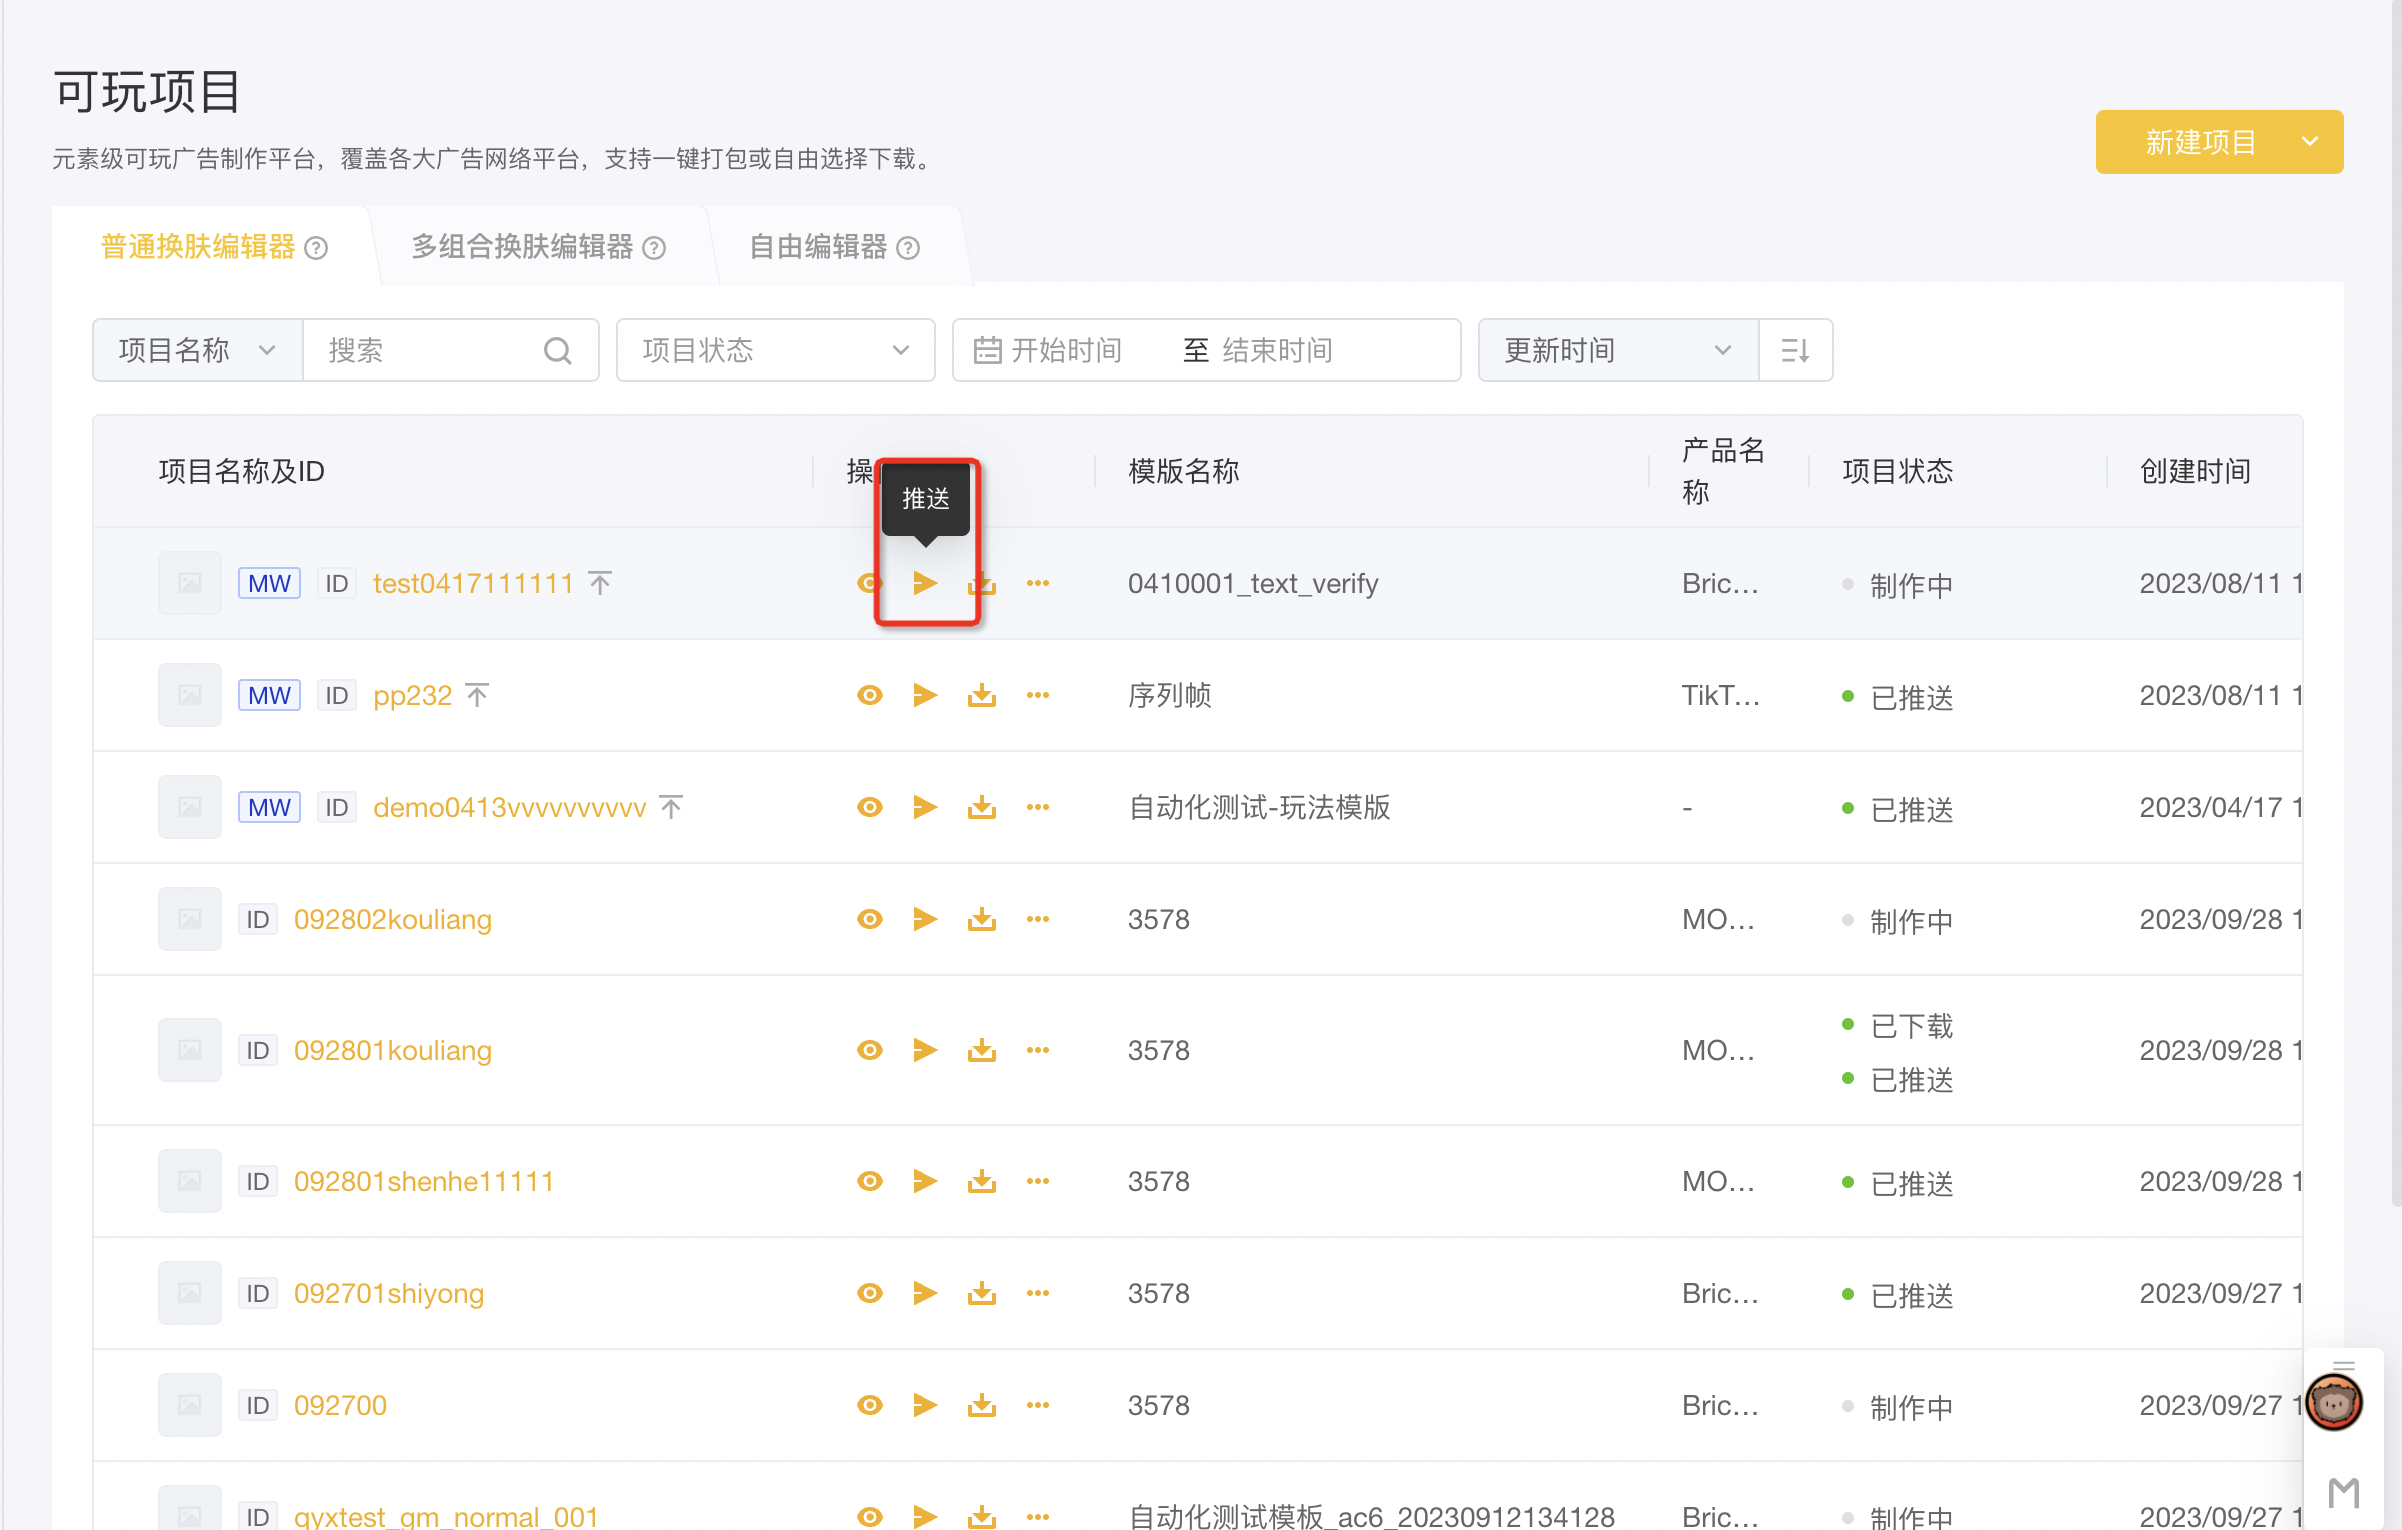 可玩项目
元素级可玩广告制作平台，覆盖各大广告网络平台，支持一键打包或自由选择下载。
新建项目
普通换肤编辑器 多组合换肤编辑器 自由编辑器
项目名称 搜索 项目状态 开始时间 至 结束时间 更新时间
项目名称及ID 操 模版名称 产品名称 项目状态 创建时间
推送
MW ID test0417111111 0410001_text_verify Bric... 制作中 2023/08/11 1
MW ID pp232 序列帧 TikT... 已推送 2023/08/11 1
MW ID demo0413vvvvvvvvvv 自动化测试-玩法模版 - 已推送 2023/04/17 1
ID 092802kouliang 3578 MO... 制作中 2023/09/28 1
ID 092801kouliang 3578 MO... 已下载 已推送 2023/09/28 1
ID 092801shenhe11111 3578 MO... 已推送 2023/09/28 1
ID 092701shiyong 3578 Bric... 已推送 2023/09/27 1
ID 092700 3578 Bric... 制作中 2023/09/27 1
ID qyxtest_gm_normal_001 自动化测试模板_ac6_20230912134128 Bric... 制作中 2023/09/27 1